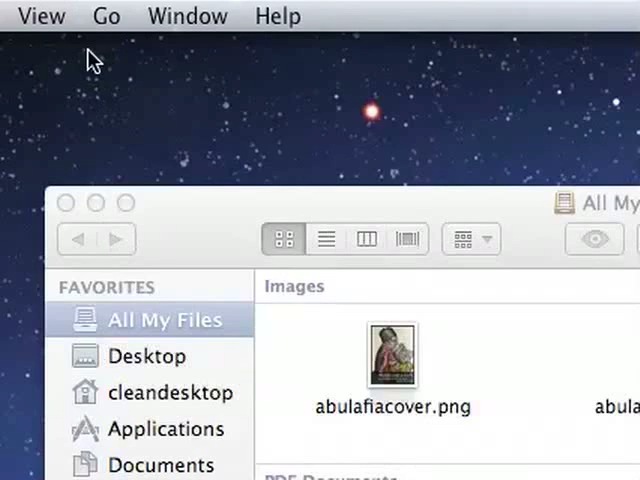 View Go Window Help
All My
FAVORITES
Images
All My Files
Desktop
cleandesktop
abulafiacover.png
abula
Applications
Documents